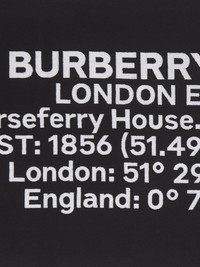 BURBERRY
LONDON E
rseferry House.
ST: 1856 (51.49
London: 51° 29
England: 0° 7